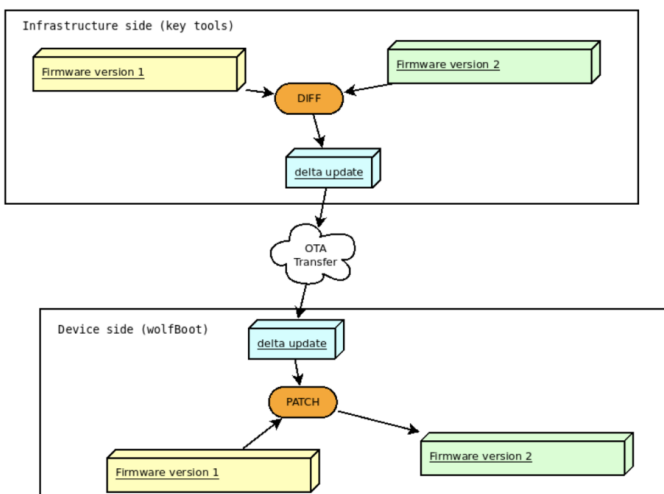 Infrastructure side (key tools)
Firmware version 1
Firmware version 2
DIFF
delta update
OTA
Transfer
Device side (wolfBoot)
delta update
PATCH
Firmware version 1
Firmware version 2